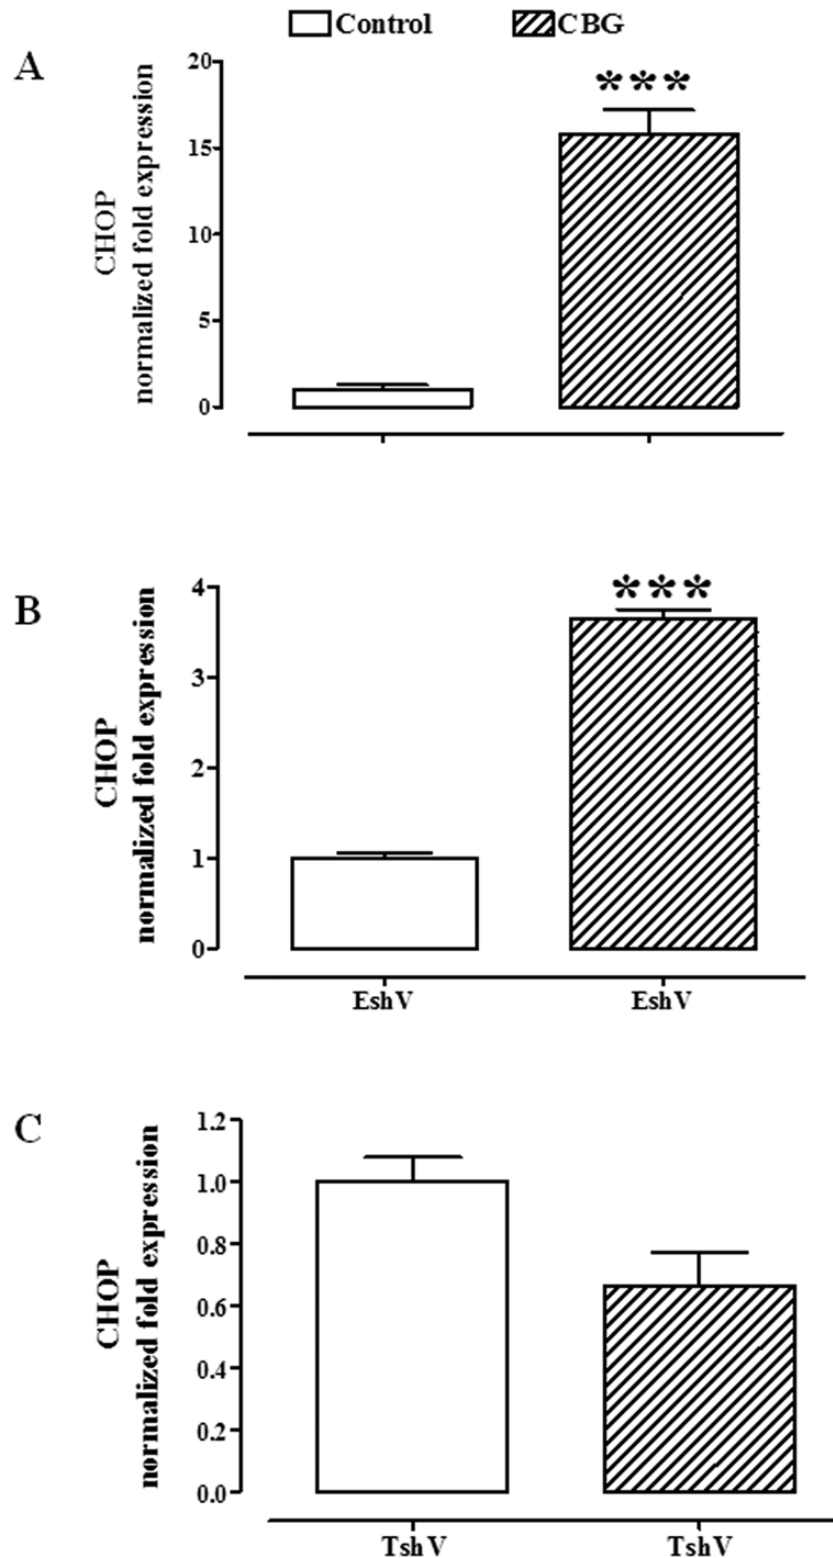 Control CBG
A
CHOP
normalized fold expression
20
15
10
5
0
***
B
CHOP
normalized fold expression
4
3
2
1
0
***
EshV EshV
C
CHOP
normalized fold expression
1.2
1.0
0.8
0.6
0.4
0.2
0.0
TshV TshV